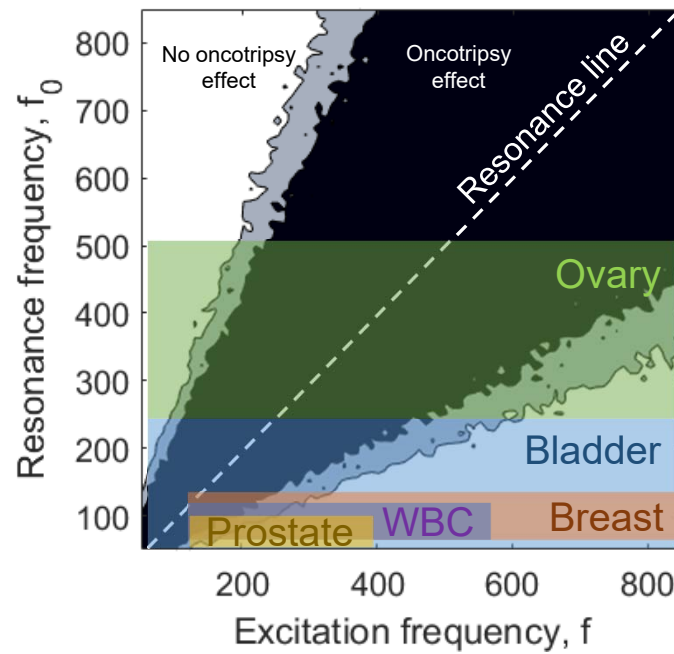 No oncotripsy
effect
Oncotripsy
effect
Resonance line
Resonance frequency, f0
800
700
600
500
400
300
200
100
Ovary
Bladder
Breast
WBC
Prostate
200
400
600
800
Excitation frequency, f